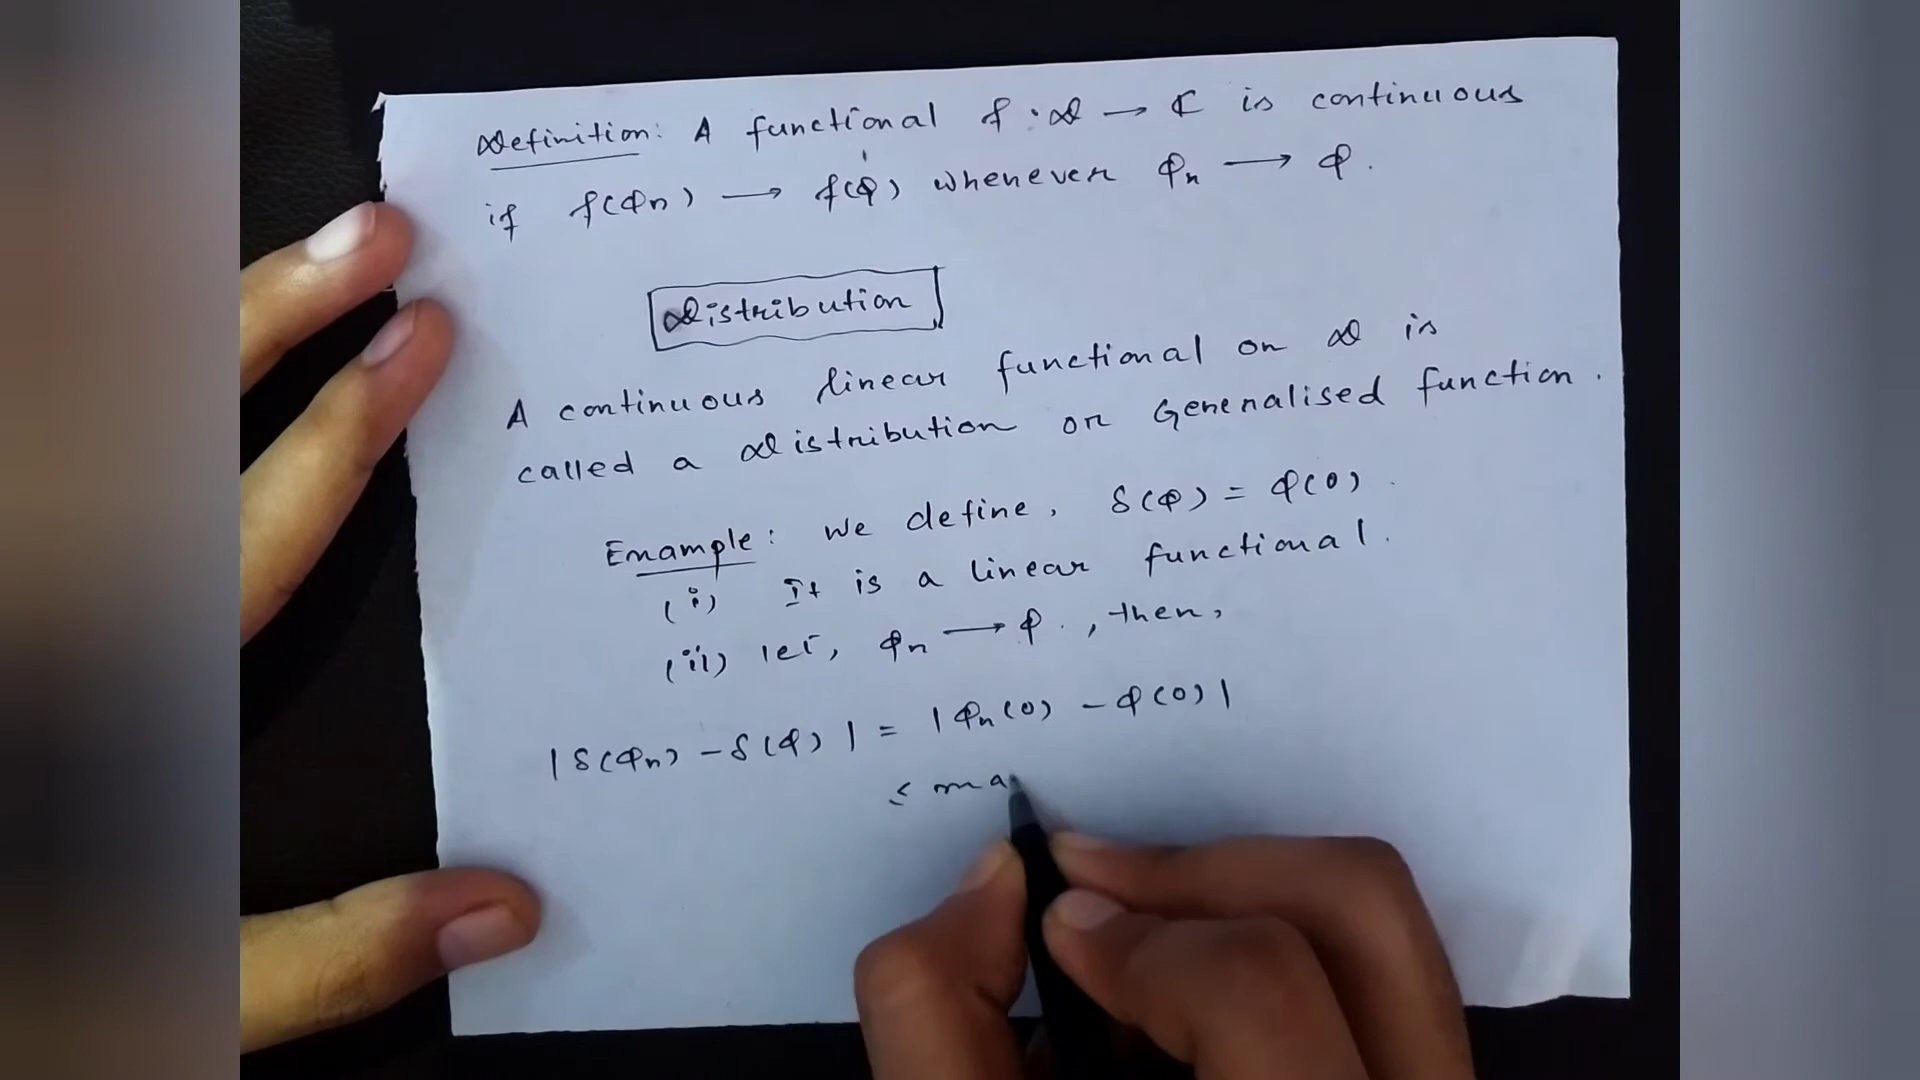 Definition: A functional f : 𝒟 → ℂ is continuous
if f(φn) → f(φ) whenever φn → φ.
Distribution
A continuous linear functional on 𝒟 is
called a Distribution or Generalised function.
Example: We define, δ(φ) = φ(0).
(i) It is a linear functional.
(ii) let, φn → φ, then,
|δ(φn) - δ(φ)| = |φn(0) - φ(0)|
≤ ma